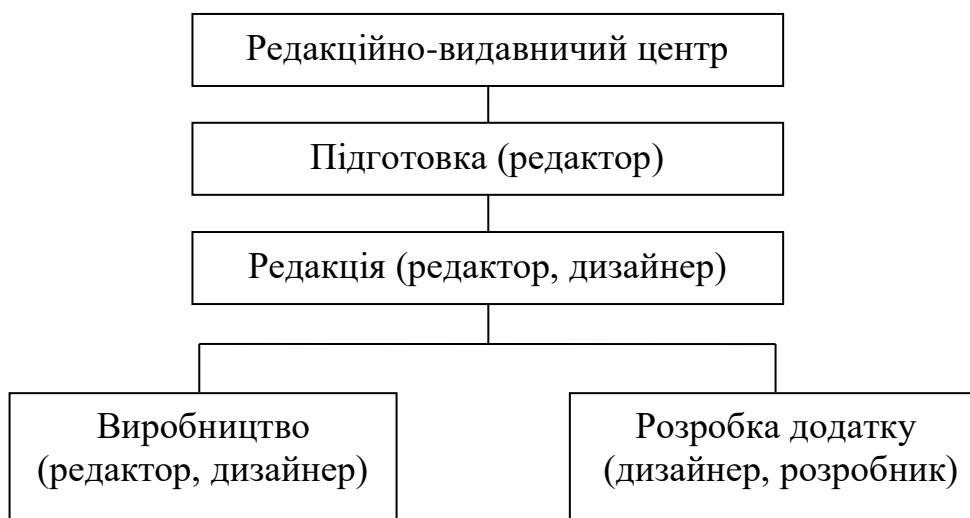 Редакційно-видавничий центр
Підготовка (редактор)
Редакція (редактор, дизайнер)
Виробництво
(редактор, дизайнер)
Розробка додатку
(дизайнер, розробник)